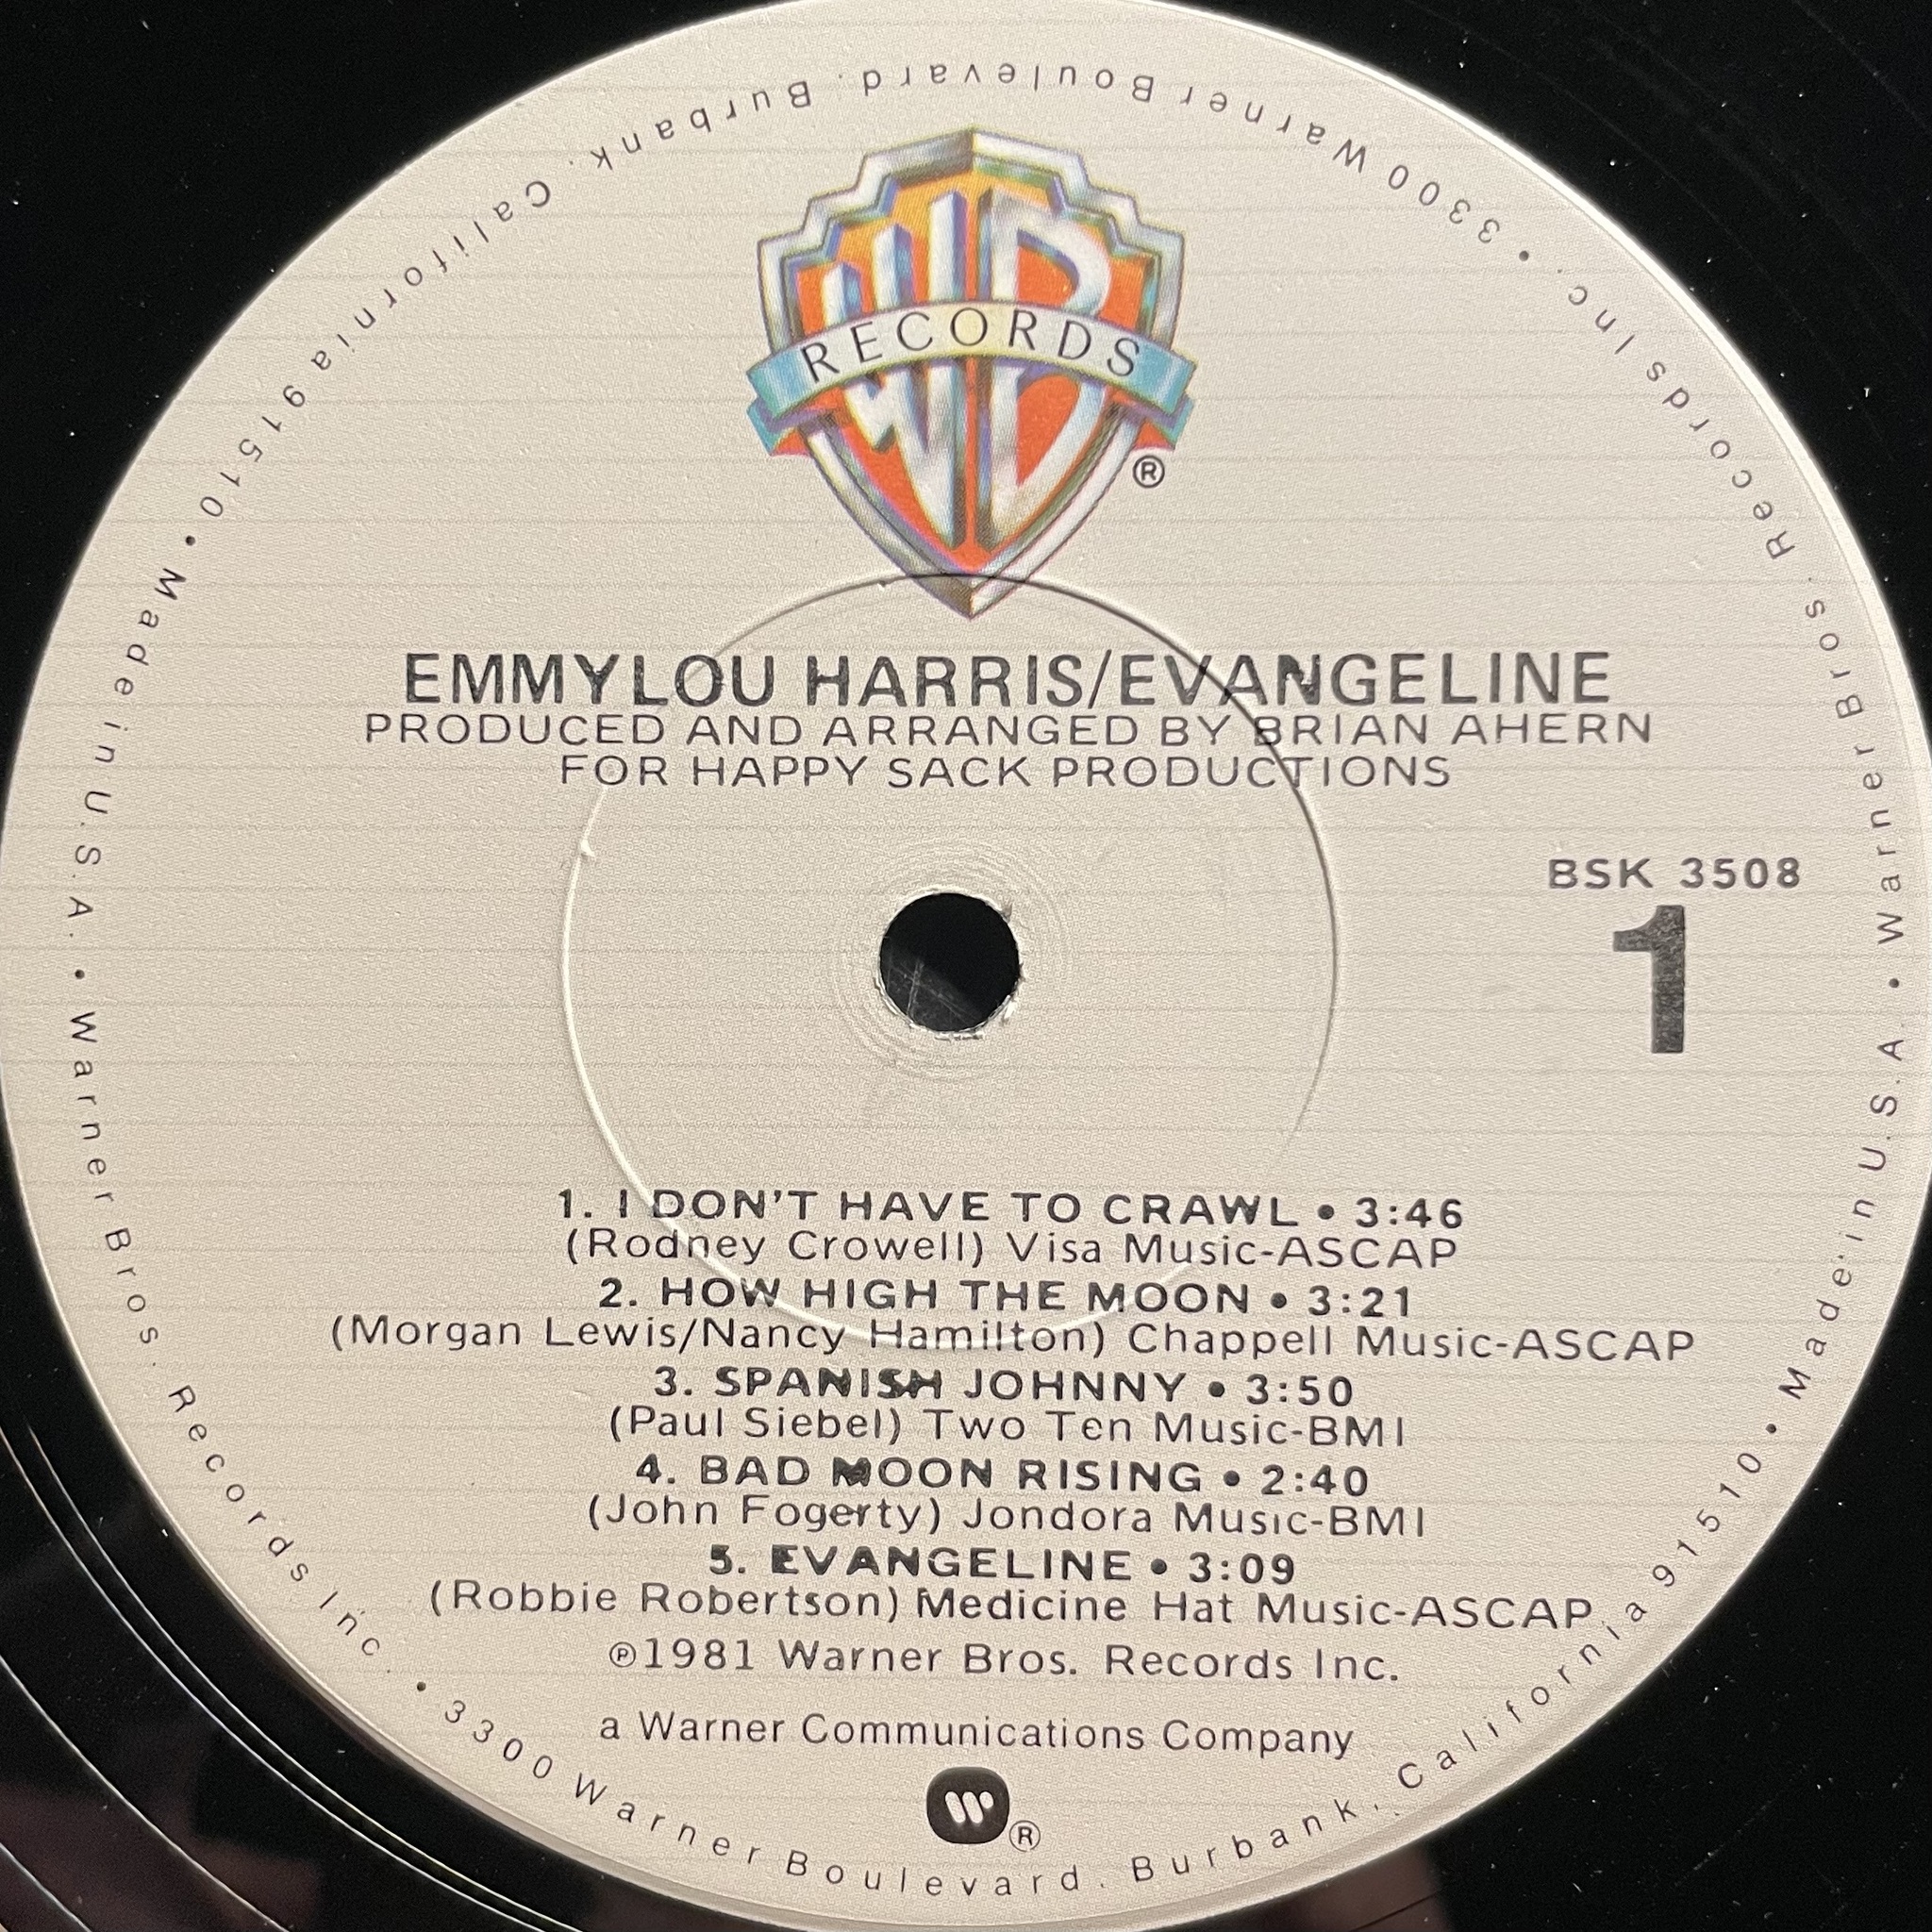 WB
RECORDS
®
EMMYLOU HARRIS/EVANGELINE
PRODUCED AND ARRANGED BY BRIAN AHERN
FOR HAPPY SACK PRODUCTIONS
BSK 3508
1
1. I DON'T HAVE TO CRAWL • 3:46
(Rodney Crowell) Visa Music-ASCAP
2. HOW HIGH THE MOON • 3:21
(Morgan Lewis/Nancy Hamilton) Chappell Music-ASCAP
3. SPANISH JOHNNY • 3:50
(Paul Siebel) Two Ten Music-BMI
4. BAD MOON RISING • 2:40
(John Fogerty) Jondora Music-BMI
5. EVANGELINE • 3:09
(Robbie Robertson) Medicine Hat Music-ASCAP
℗1981 Warner Bros. Records Inc.
a Warner Communications Company
W
®
Warner Bros. Records Inc. • 3300 Warner Boulevard. Burbank. California 91510 • Made in U.S.A. • Warner Bros. Records Inc. • 3300 Warner Boulevard. Burbank. California 91510 • Made in U.S.A. •